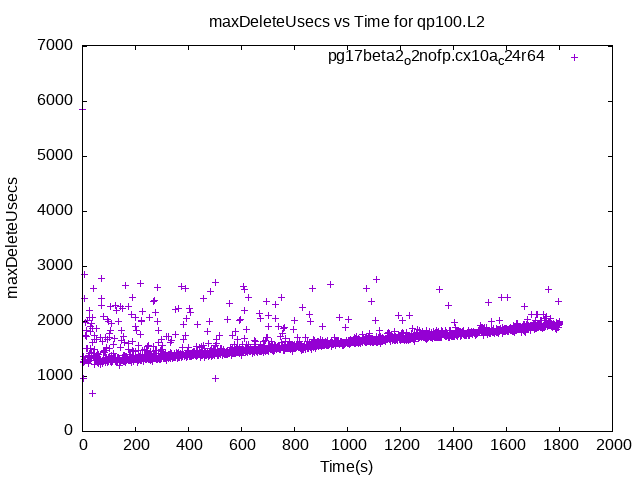 maxDeleteUsecs vs Time for qp100.L2
pg17beta2o2nofp.cx10ac24r64
7000
6000
5000
4000
3000
2000
1000
0
maxDeleteUsecs
0 200 400 600 800 1000 1200 1400 1600 1800 2000
Time(s)